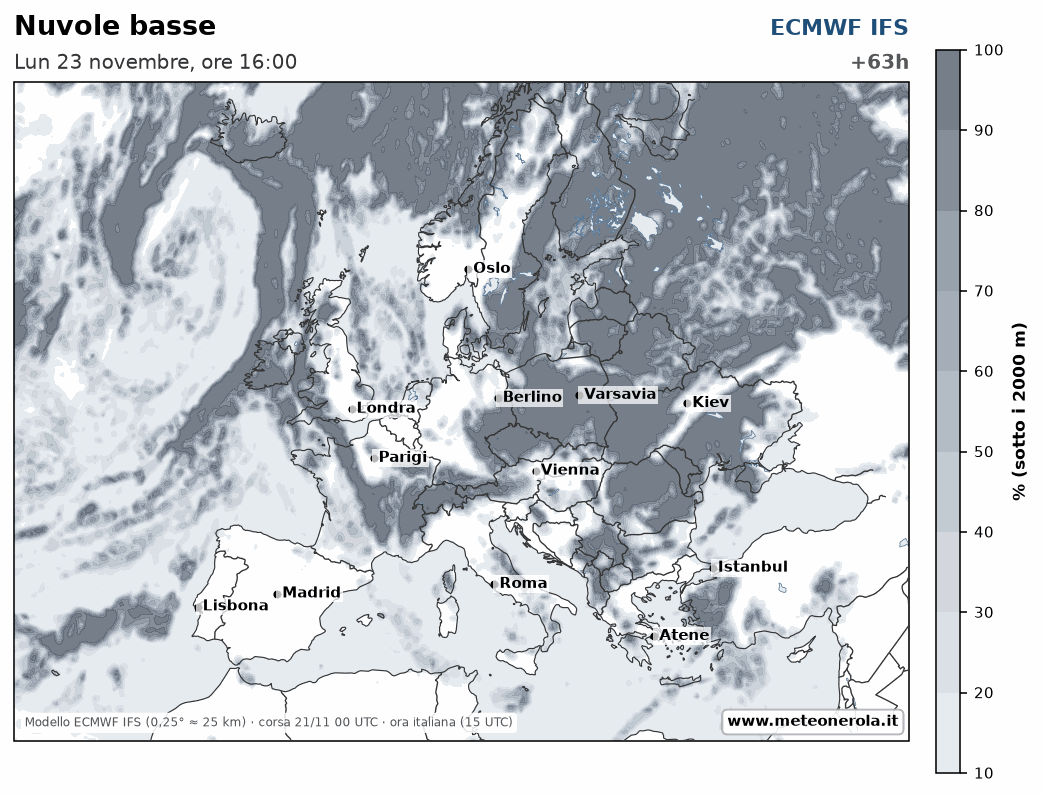 Nuvole basse
ECMWF IFS
Lun 23 novembre, ore 16:00
+63h
100
90
80
70
60
50
40
30
20
10
% (sotto i 2000 m)
Oslo
Berlino
Varsavia
Kiev
Londra
Parigi
Vienna
Istanbul
Roma
Madrid
Lisbona
Atene
Modello ECMWF IFS (0,25° ≈ 25 km) · corsa 21/11 00 UTC · ora italiana (15 UTC)
www.meteonerola.it